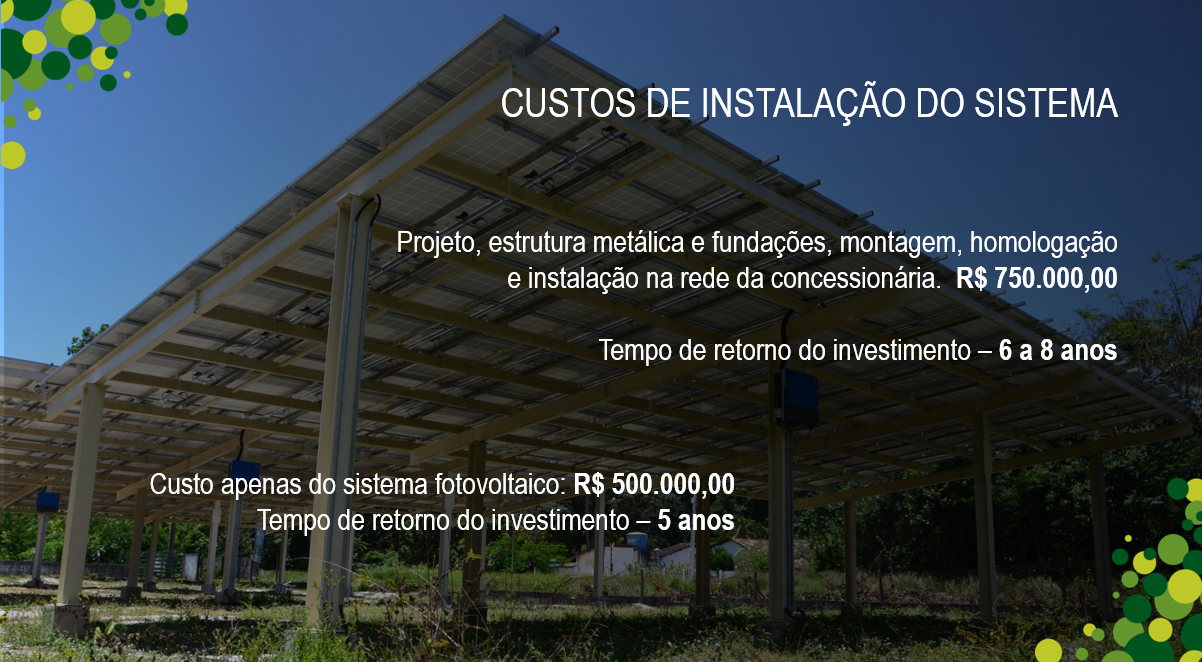 CUSTOS DE INSTALAÇÃO DO SISTEMA
Projeto, estrutura metálica e fundações, montagem, homologação
e instalação na rede da concessionária. R$ 750.000,00
Tempo de retorno do investimento – 6 a 8 anos
Custo apenas do sistema fotovoltaico: R$ 500.000,00
Tempo de retorno do investimento – 5 anos